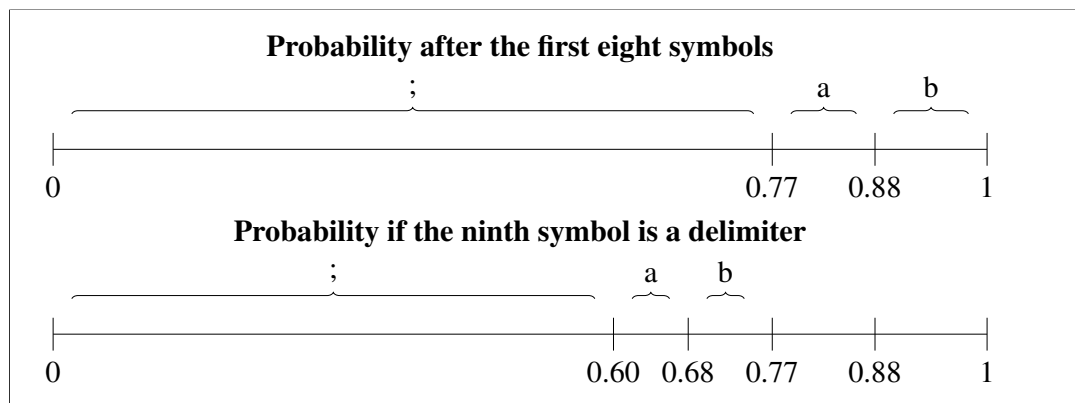 Probability after the first eight symbols
; a b
0 0.77 0.88 1
Probability if the ninth symbol is a delimiter
; a b
0 0.60 0.68 0.77 0.88 1